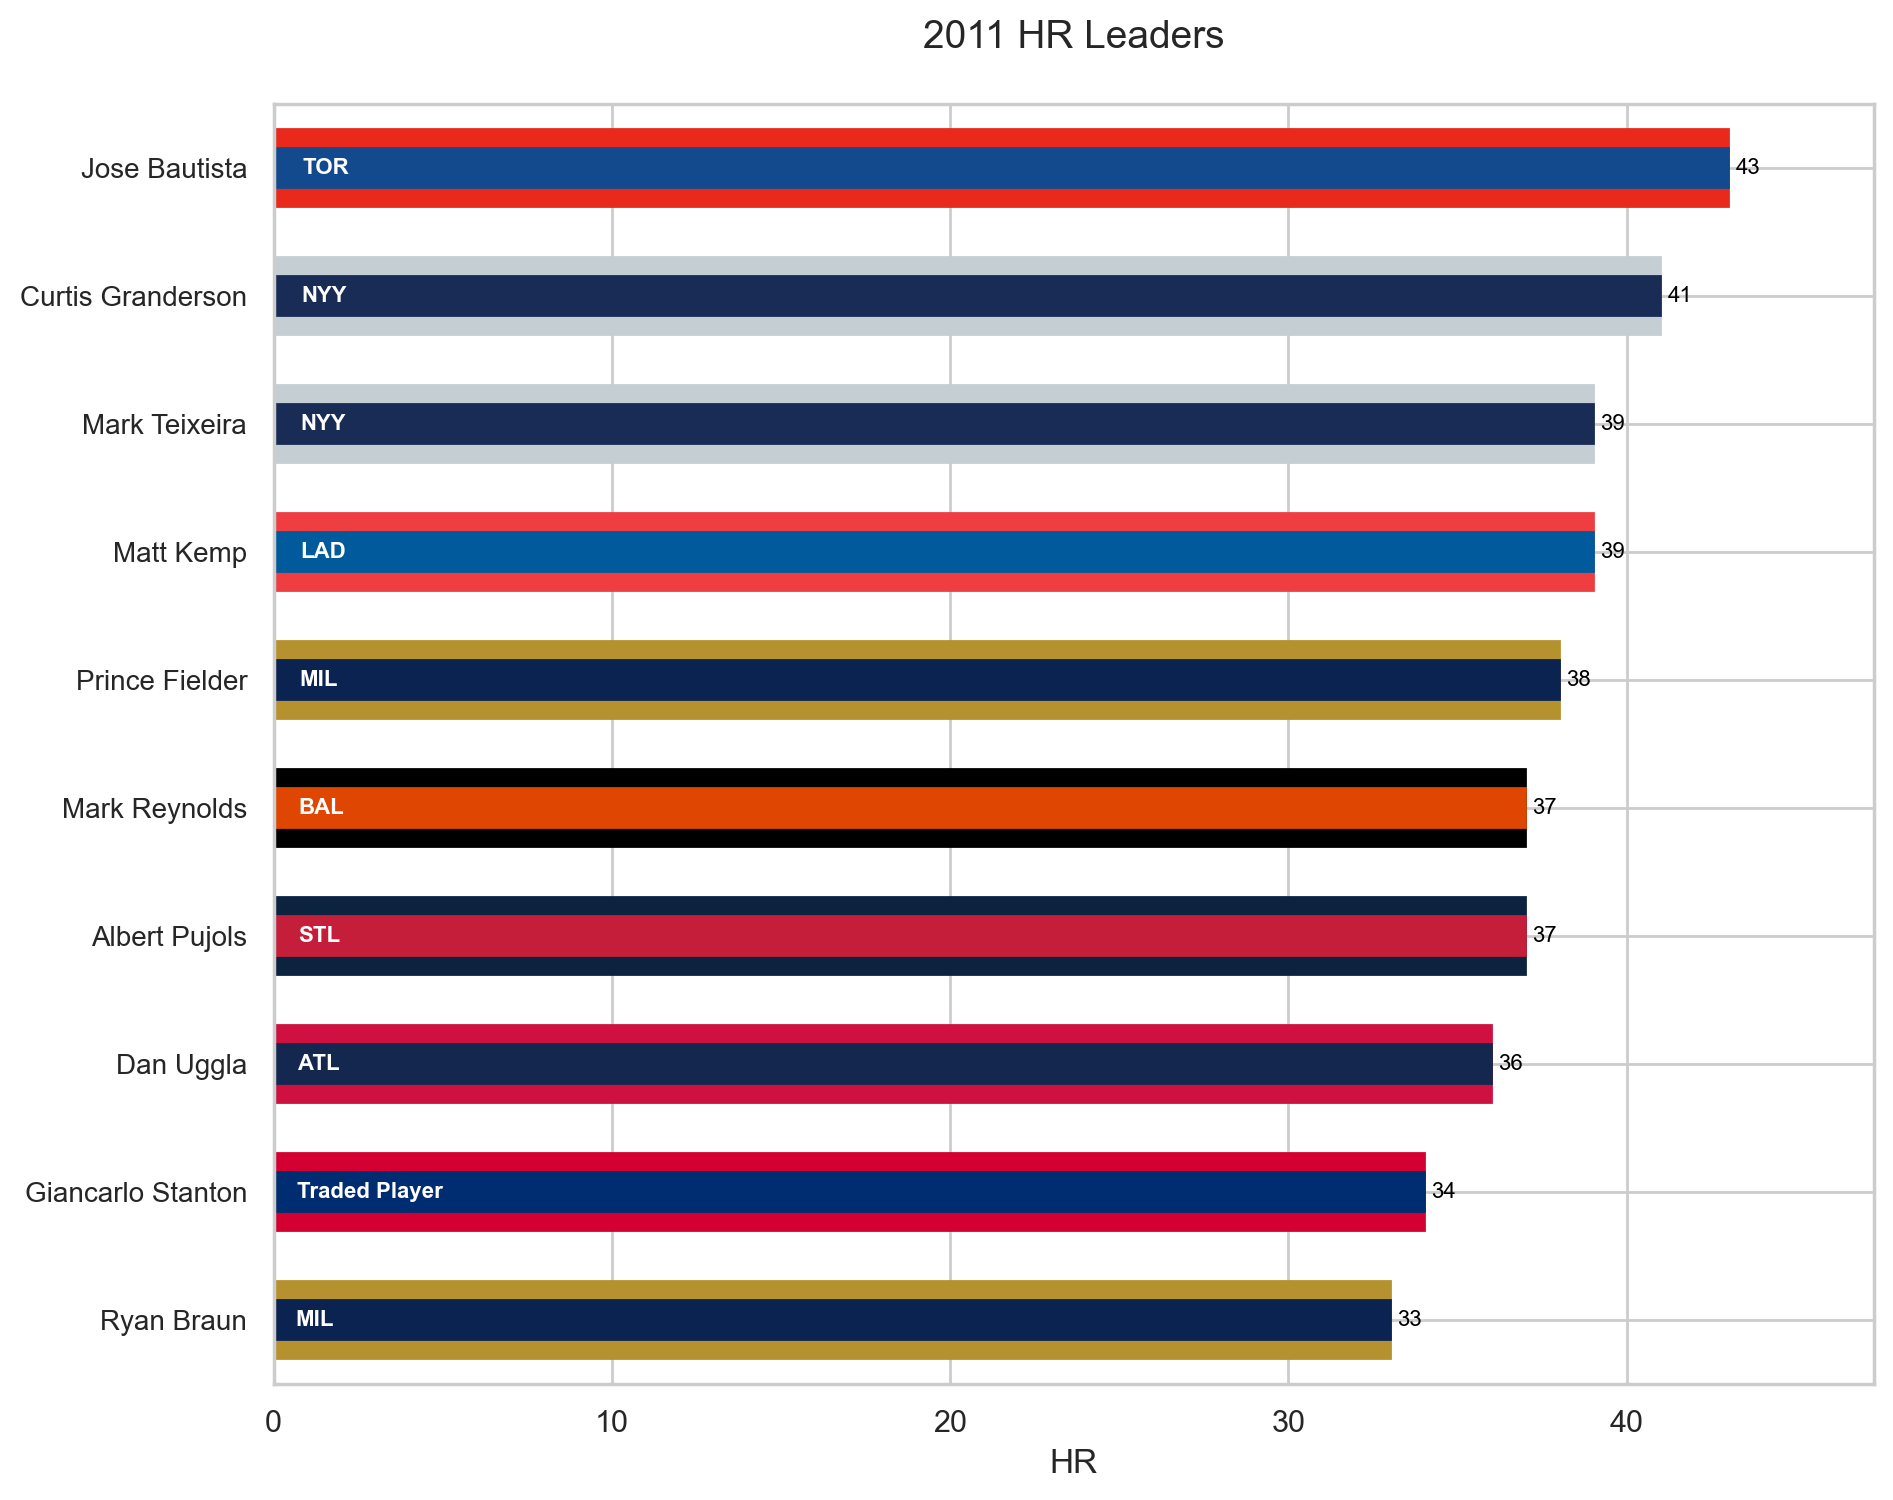 2011 HR Leaders
Jose Bautista TOR 43
Curtis Granderson NYY 41
Mark Teixeira NYY 39
Matt Kemp LAD 39
Prince Fielder MIL 38
Mark Reynolds BAL 37
Albert Pujols STL 37
Dan Uggla ATL 36
Giancarlo Stanton Traded Player 34
Ryan Braun MIL 33
0 10 20 30 40
HR